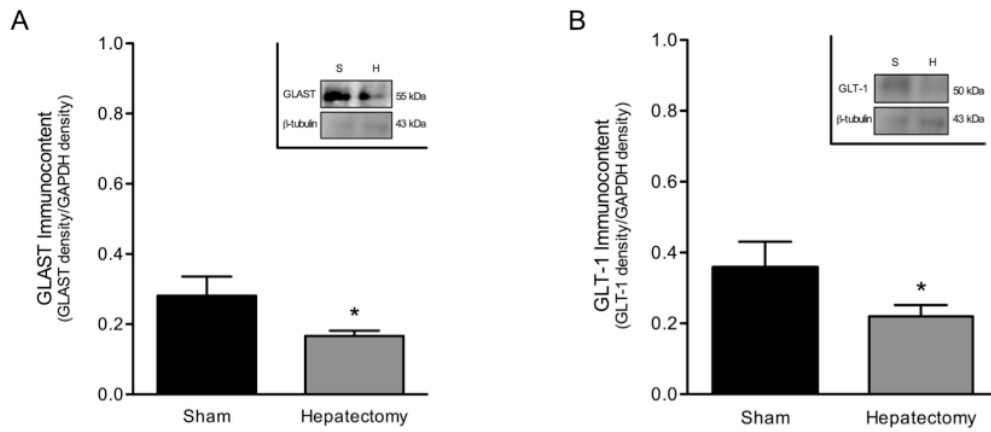 A
GLAST Immunocontent
(GLAST density/GAPDH density)
1.0
0.8
0.6
0.4
0.2
0.0
S H
GLAST 55 kDa
β-tubulin 43 kDa
*
Sham Hepatectomy
B
GLT-1 Immunocontent
(GLT-1 density/GAPDH density)
1.0
0.8
0.6
0.4
0.2
0.0
S H
GLT-1 50 kDa
β-tubulin 43 kDa
*
Sham Hepatectomy